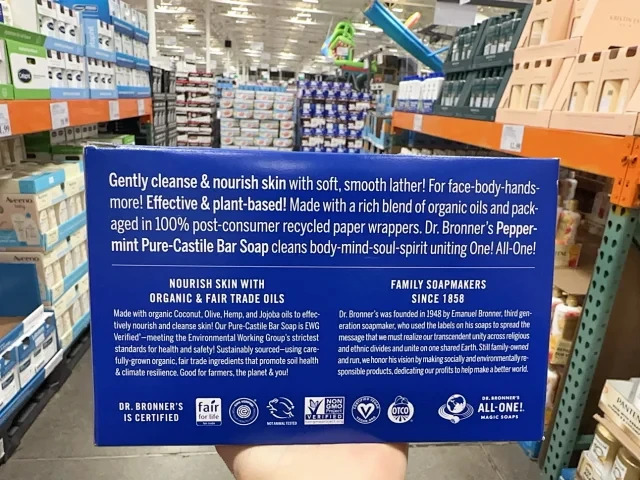 Gently cleanse & nourish skin with soft, smooth lather! For face-body-hands-
more! Effective & plant-based! Made with a rich blend of organic oils and pack-
aged in 100% post-consumer recycled paper wrappers. Dr. Bronner's Pepper-
mint Pure-Castile Bar Soap cleans body-mind-soul-spirit uniting One! All-One!
NOURISH SKIN WITH
ORGANIC & FAIR TRADE OILS
Made with organic Coconut, Olive, Hemp, and Jojoba oils to effec-
tively nourish and cleanse skin! Our Pure-Castile Bar Soap is EWG
Verified™—meeting the Environmental Working Group's strictest
standards for health and safety! Sustainably sourced—using care-
fully-grown organic, fair trade ingredients that promote soil health
& climate resilience. Good for farmers, the planet & you!
FAMILY SOAPMAKERS
SINCE 1858
Dr. Bronner's was founded in 1948 by Emanuel Bronner, third gen-
eration soapmaker, who used the labels on his soaps to spread the
message that we must realize our transcendent unity across religious
and ethnic divides and unite on one shared Earth. Still family-owned
and run, we honor his vision by making socially and environmentally re-
sponsible products, dedicating our profits to help make a better world.
DR. BRONNER'S
IS CERTIFIED
fair
for life
NOT ANIMAL TESTED
NON
GMO
Project
VERIFIED
OTCO
DR. BRONNER'S
ALL-ONE!
MAGIC SOAPS
Aveeno
Aveeno